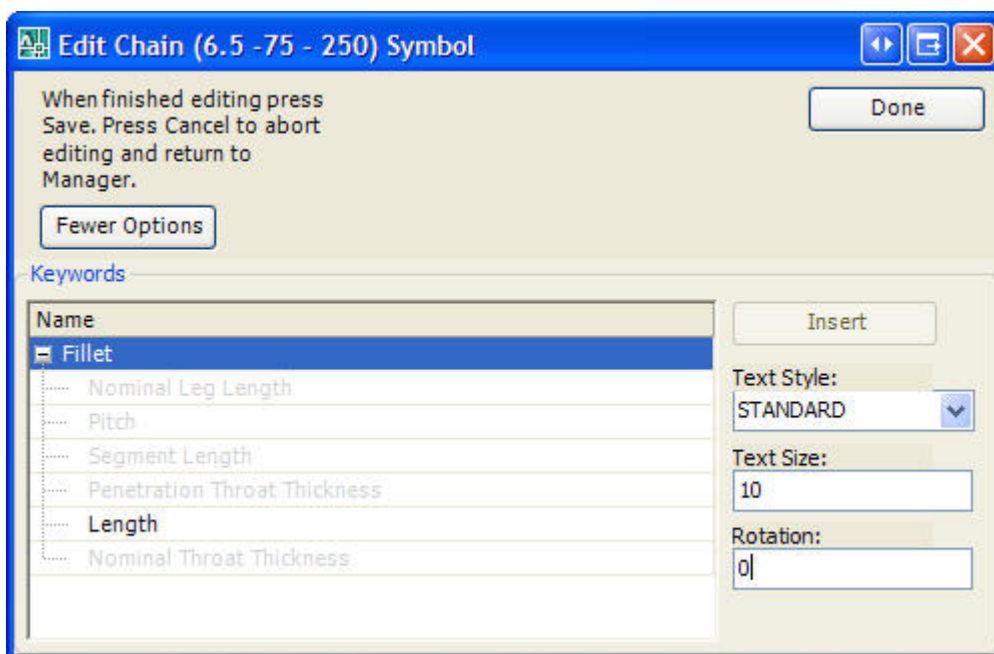 Edit Chain (6.5 -75 - 250) Symbol
When finished editing press
Save. Press Cancel to abort
editing and return to
Manager.
Done
Fewer Options
Keywords
Name
Fillet
Nominal Leg Length
Pitch
Segment Length
Penetration Throat Thickness
Length
Nominal Throat Thickness
Insert
Text Style:
STANDARD
Text Size:
10
Rotation:
0